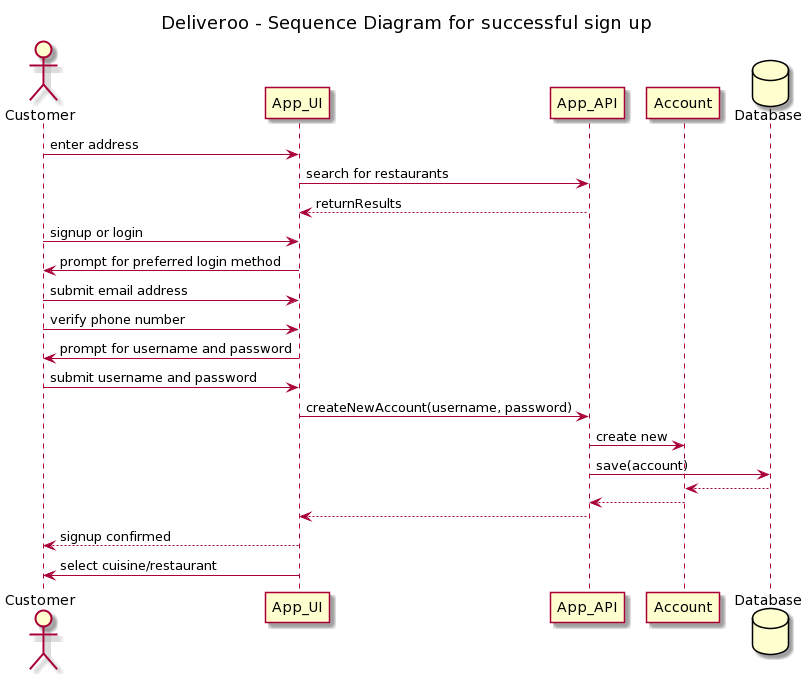 Deliveroo - Sequence Diagram for successful sign up
Customer
App_UI
App_API
Account
Database
enter address
search for restaurants
returnResults
signup or login
prompt for preferred login method
submit email address
verify phone number
prompt for username and password
submit username and password
createNewAccount(username, password)
create new
save(account)
signup confirmed
select cuisine/restaurant
Customer
App_UI
App_API
Account
Database